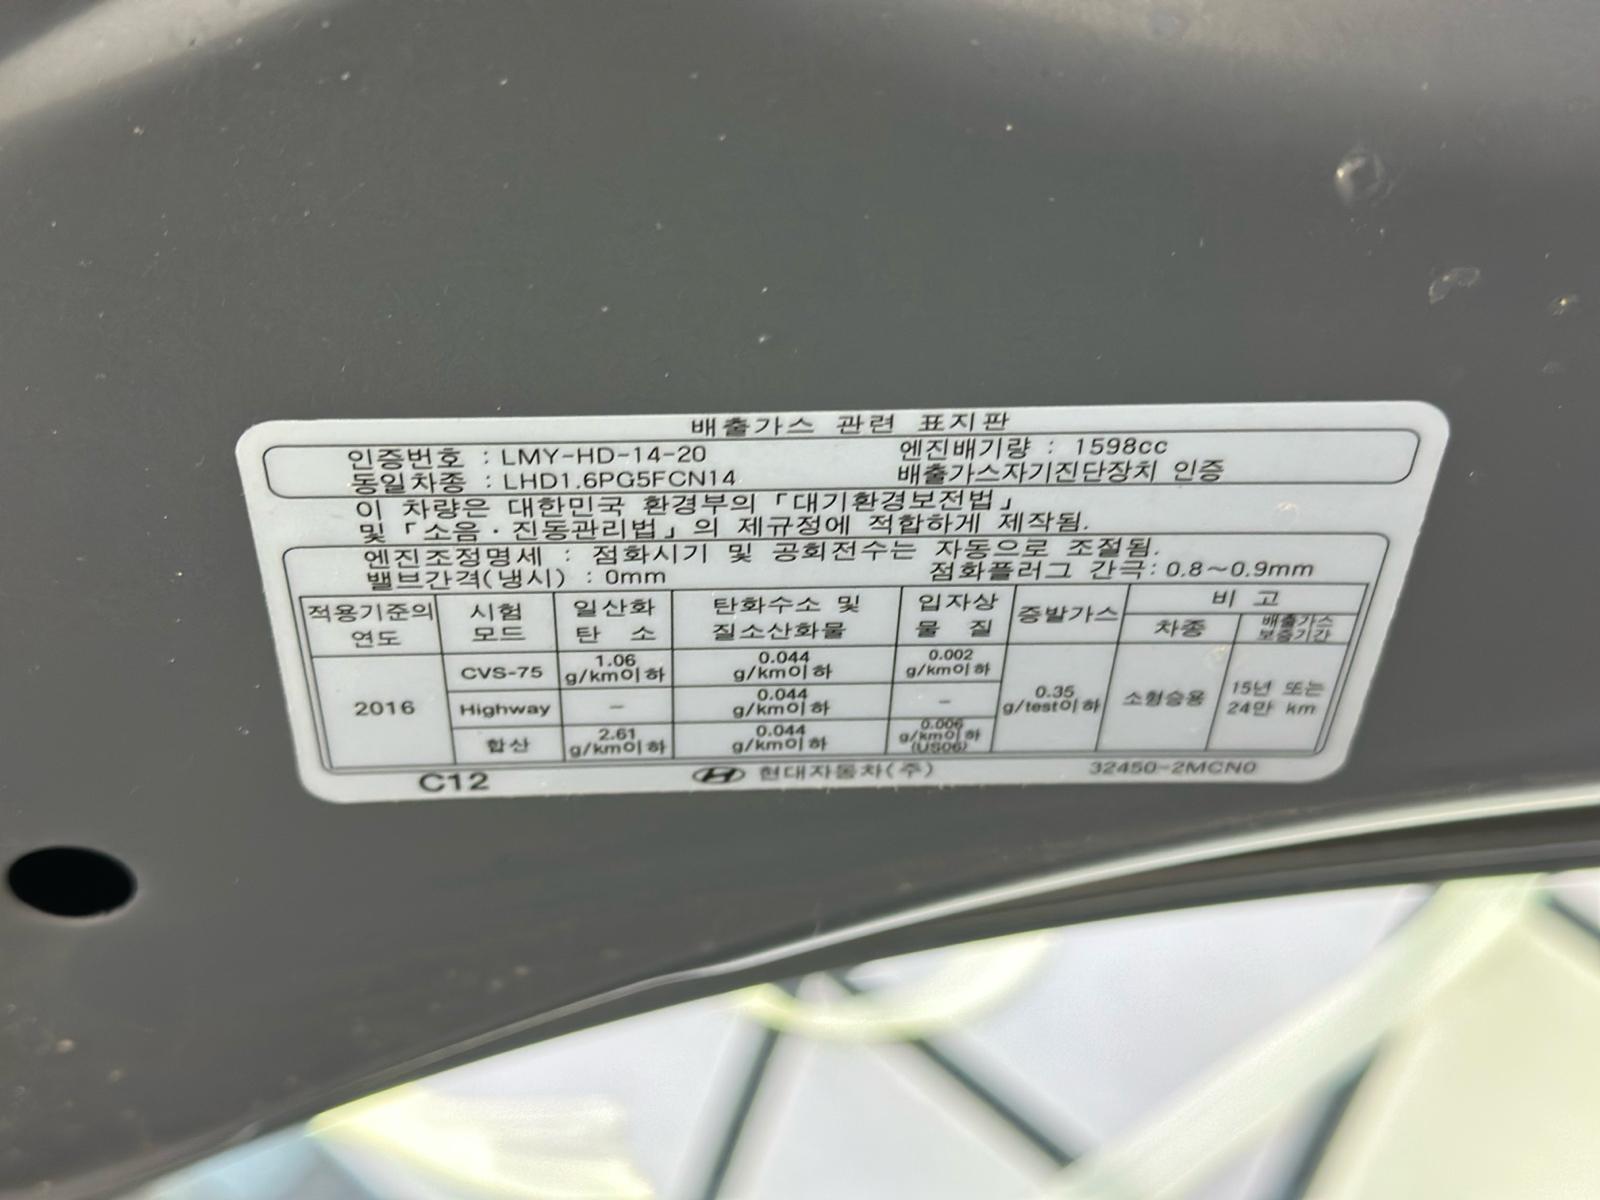 배출가스 관련 표지판
인증번호 : LMY-HD-14-20 엔진배기량 : 1598cc
동일차종 : LHD1.6PG5FCN14 배출가스자기진단장치 인증
이 차량은 대한민국 환경부의 「대기환경보전법」
및 「소음·진동관리법」의 제규정에 적합하게 제작됨.
엔진조정명세 : 점화시기 및 공회전수는 자동으로 조절됨.
밸브간격(냉시) : 0mm 점화플러그 간극: 0.8~0.9mm
적용기준의 연도 시험 모드 일산화 탄 소 탄화수소 및 질소산화물 입자상 물 질 증발가스 비 고
차종 배출가스 보증기간
2016 CVS-75 1.06 g/km이하 0.044 g/km이하 0.002 g/km이하 0.35 g/test이하 소형승용 15년 또는 24만 km
Highway - 0.044 g/km이하 -
합산 2.61 g/km이하 0.044 g/km이하 0.006 g/km이하 (US06)
C12 현대자동차(주) 32450-2MCN0